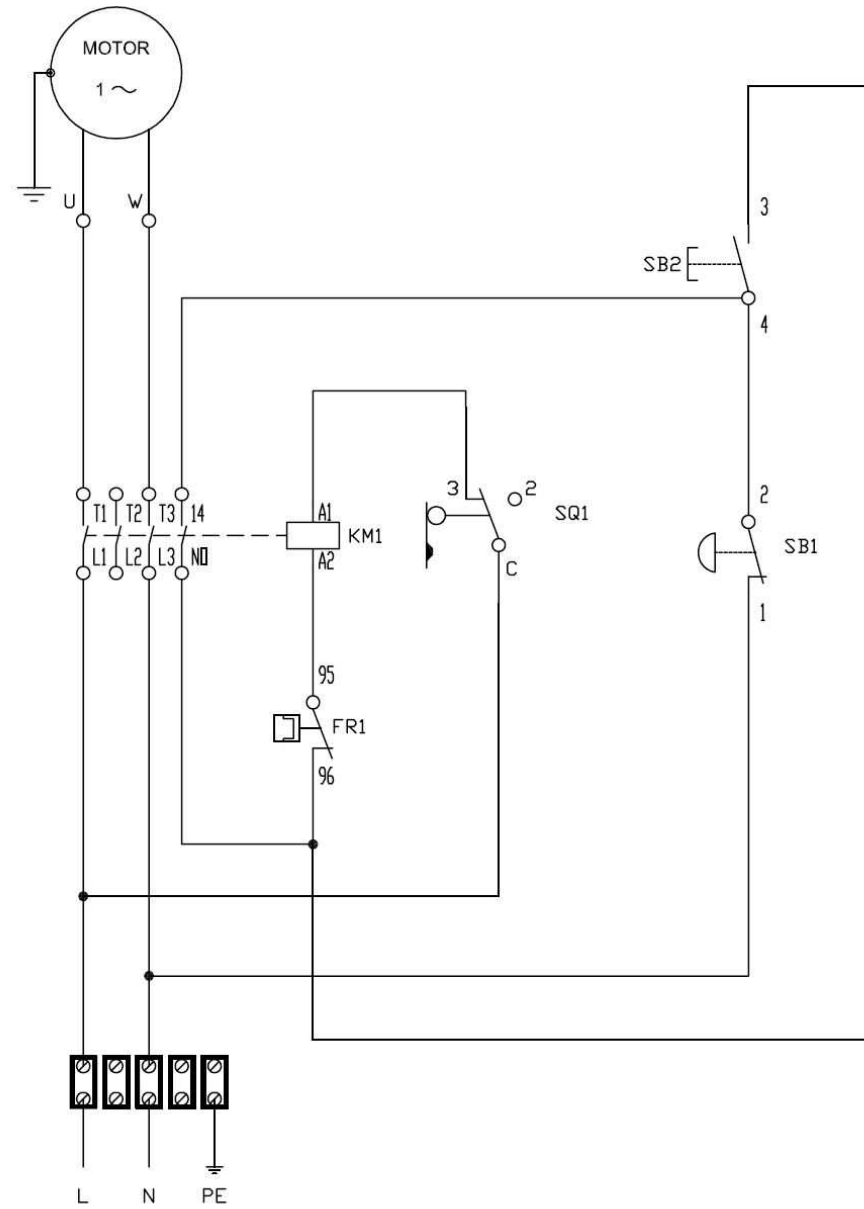 MOTOR
1～
U W
3
SB2
4
3 2
SQ1
2
T1 T2 T3 14
A1
KM1
L1 L2 L3 NO
A2
C
SB1
1
95
FR1
96
L N PE